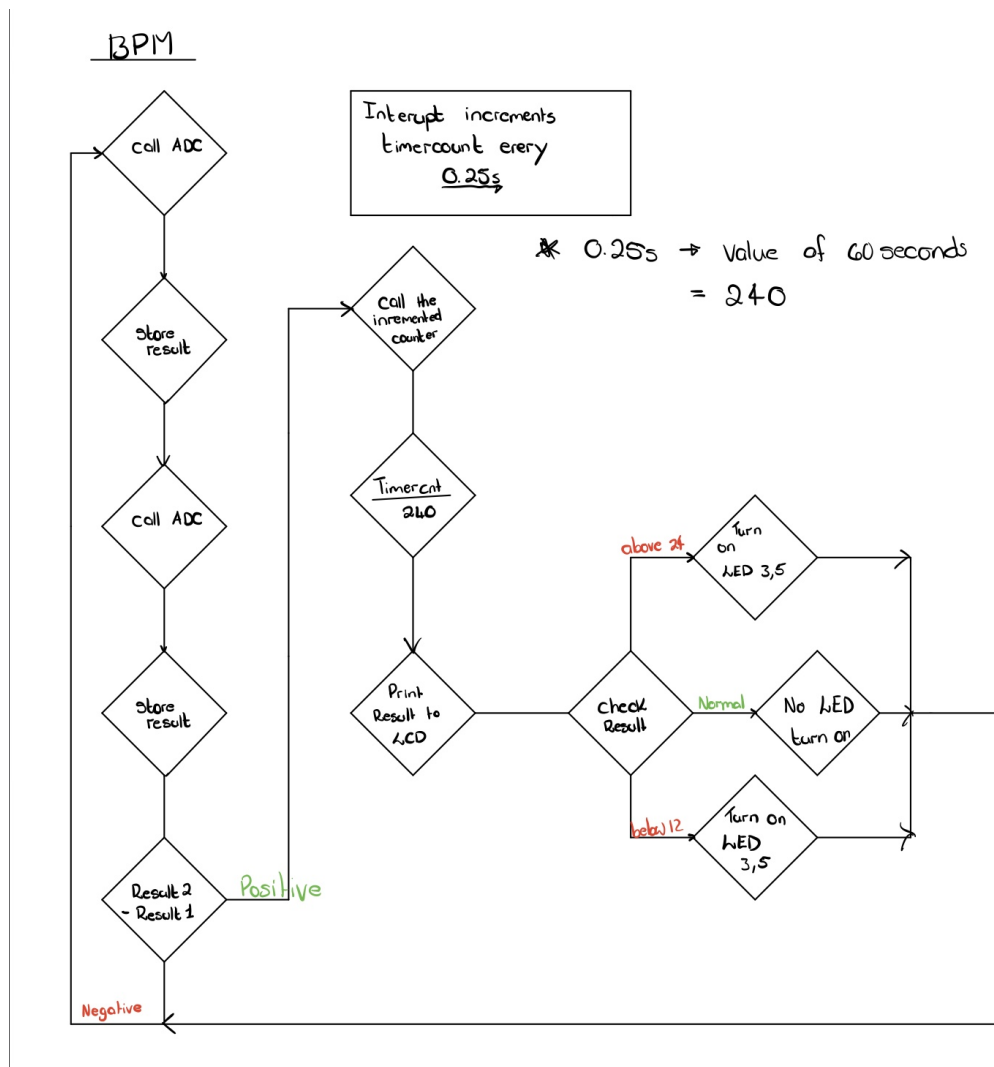 BPM
Call ADC
Store
result
Call ADC
Store
result
Result 2
- Result 1
Positive
Negative
Interupt increments
timercount every
0.25s
* 0.25s → value of 60 seconds
= 240
Call the
inremented
counter
Timercnt
240
Print
Result to
LCD
Check
Result
above 24
Normal
below 12
Turn
on
LED 3,5
No LED
turn on
Turn on
LED
3,5